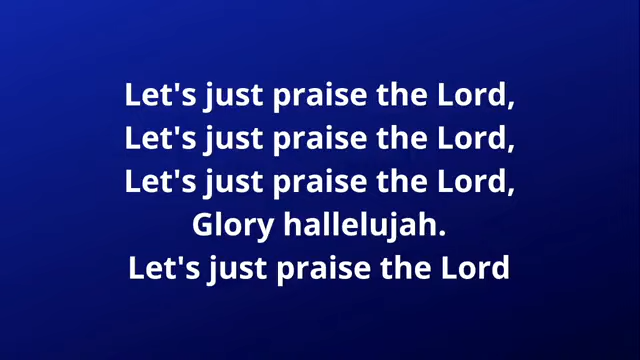 Let's just praise the Lord,
Let's just praise the Lord,
Let's just praise the Lord,
Glory hallelujah.
Let's just praise the Lord